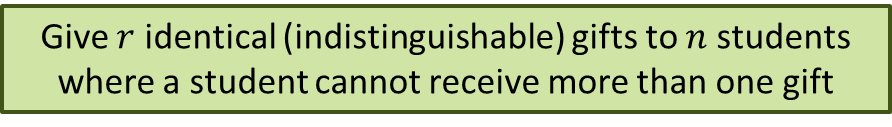 Give r identical (indistinguishable) gifts to n students
where a student cannot receive more than one gift